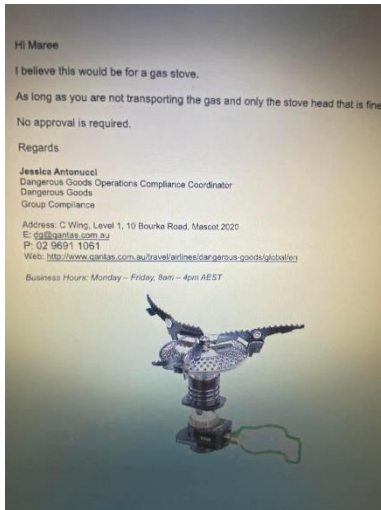 Hi Maree
I believe this would be for a gas stove.
As long as you are not transporting the gas and only the stove head that is fine
No approval is required.
Regards
Jessica Antonucci
Dangerous Goods Operations Compliance Coordinator
Dangerous Goods
Group Compliance
Address: C Wing, Level 1, 10 Bourke Road, Mascot 2020
E: dg@qantas.com.au
P: 02 9691 1061
Web: http://www.qantas.com.au/travel/airlines/dangerous-goods/global/en
Business Hours: Monday – Friday, 8am – 4pm AEST